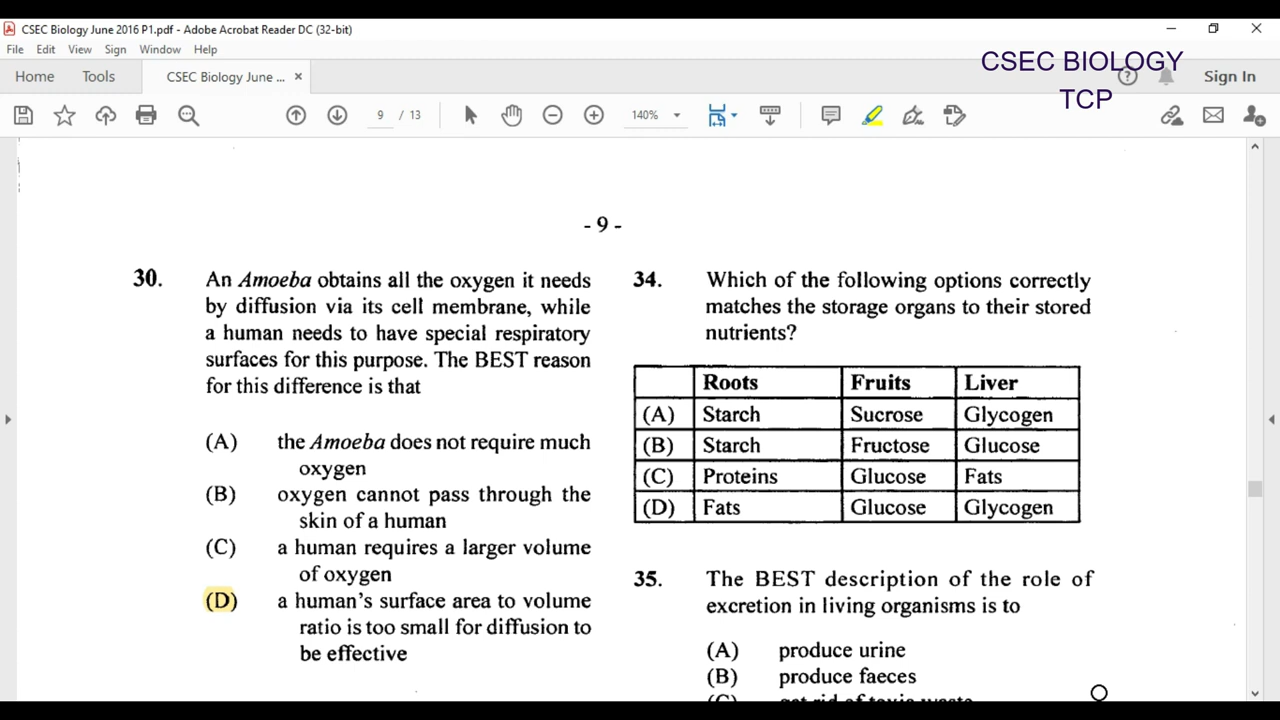 CSEC Biology June 2016 P1.pdf - Adobe Acrobat Reader DC (32-bit)
File Edit View Sign Window Help
CSEC BIOLOGY
TCP
Home Tools CSEC Biology June ... × Sign In
9 / 13 140%
- 9 -
30. An Amoeba obtains all the oxygen it needs
by diffusion via its cell membrane, while
a human needs to have special respiratory
surfaces for this purpose. The BEST reason
for this difference is that
(A) the Amoeba does not require much
oxygen
(B) oxygen cannot pass through the
skin of a human
(C) a human requires a larger volume
of oxygen
(D) a human's surface area to volume
ratio is too small for diffusion to
be effective
34. Which of the following options correctly
matches the storage organs to their stored
nutrients?
Roots Fruits Liver
(A) Starch Sucrose Glycogen
(B) Starch Fructose Glucose
(C) Proteins Glucose Fats
(D) Fats Glucose Glycogen
35. The BEST description of the role of
excretion in living organisms is to
(A) produce urine
(B) produce faeces
(C) get rid of toxic waste